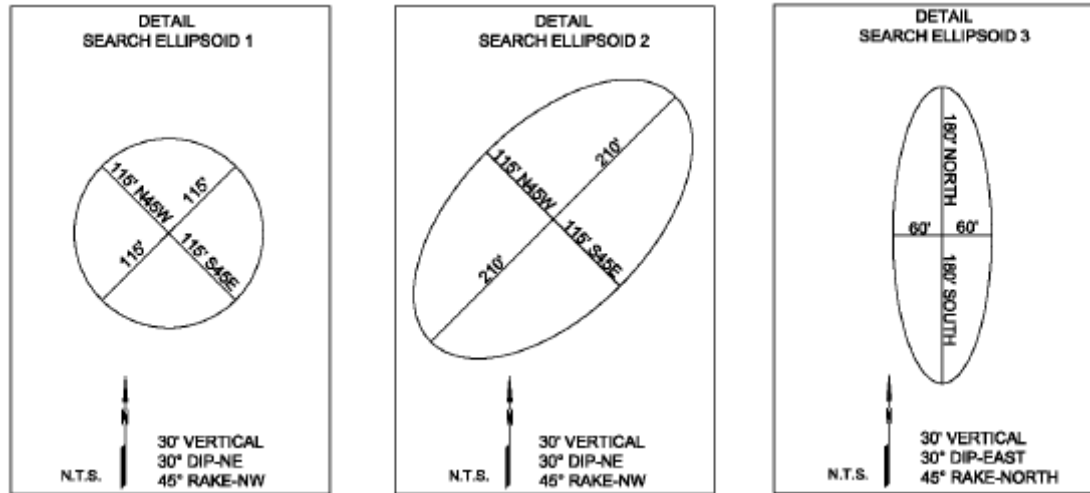 DETAIL
SEARCH ELLIPSOID 1
115' N45W
115'
115'
115' S45E
N
N.T.S.
30' VERTICAL
30° DIP-NE
45° RAKE-NW
DETAIL
SEARCH ELLIPSOID 2
210'
115' N45W
115' S45E
210'
N
N.T.S.
30' VERTICAL
30° DIP-NE
45° RAKE-NW
DETAIL
SEARCH ELLIPSOID 3
180' NORTH
60'
60'
180' SOUTH
N
N.T.S.
30' VERTICAL
30° DIP-EAST
45° RAKE-NORTH